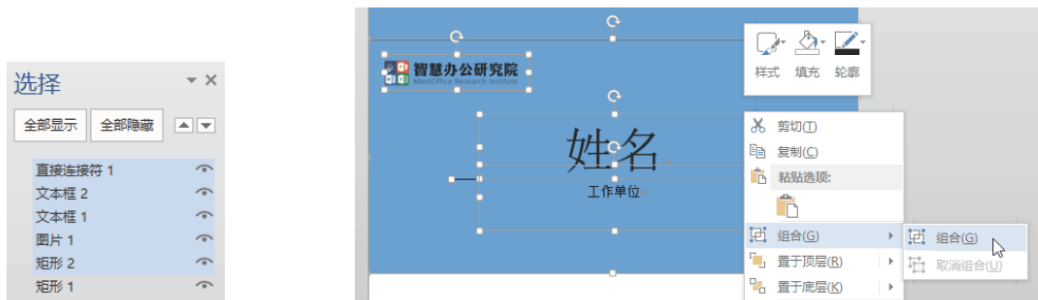 选择
全部显示
全部隐藏
直接连接符 1
文本框 2
文本框 1
图片 1
矩形 2
矩形 1
智慧办公研究院
MindOffice Research Institute
姓名
工作单位
样式
填充
轮廓
剪切(T)
复制(C)
粘贴选项:
组合(G)
置于顶层(R)
置于底层(K)
组合(G)
取消组合(U)